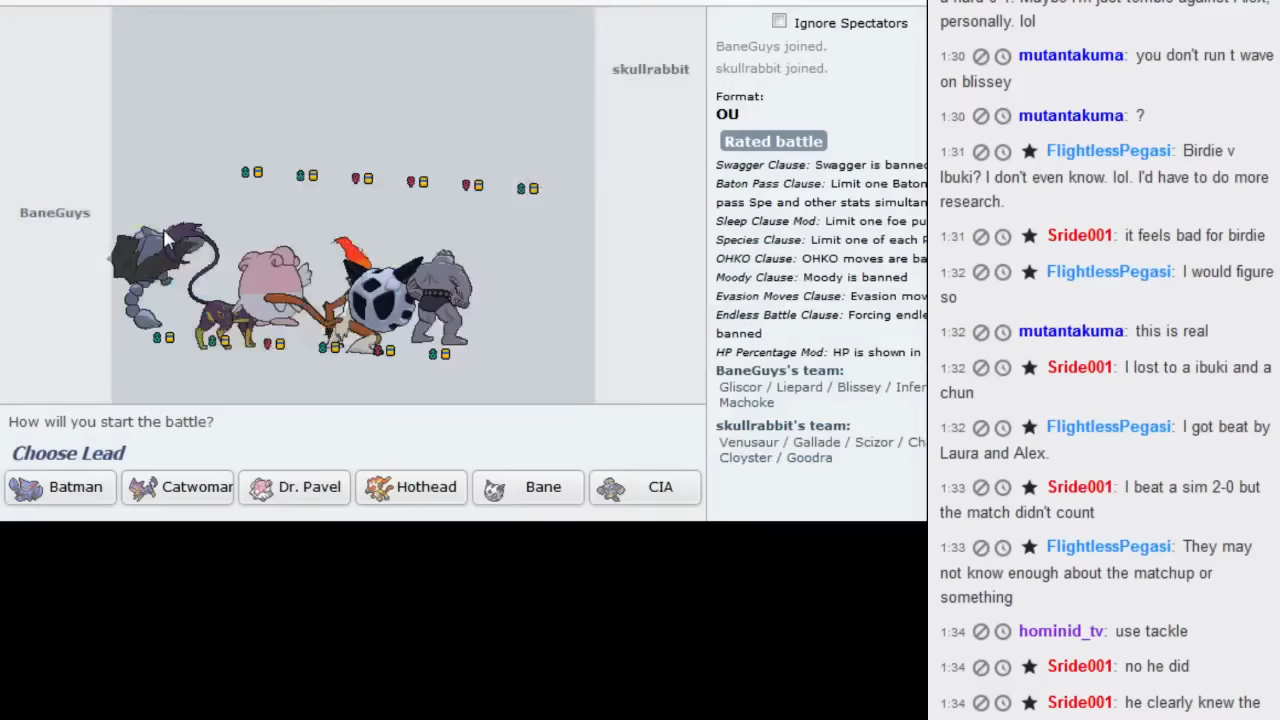 skullrabbit
BaneGuys
How will you start the battle?
Choose Lead
Batman
Catwoman
Dr. Pavel
Hothead
Bane
CIA
Ignore Spectators
BaneGuys joined.
skullrabbit joined.
Format:
OU
Rated battle
Swagger Clause: Swagger is banned
Baton Pass Clause: Limit one Baton
pass Spe and other stats simultan
Sleep Clause Mod: Limit one foe pu
Species Clause: Limit one of each P
OHKO Clause: OHKO moves are ba
Moody Clause: Moody is banned
Evasion Moves Clause: Evasion mov
Endless Battle Clause: Forcing endle
banned
HP Percentage Mod: HP is shown in
BaneGuys's team:
Gliscor / Liepard / Blissey / Infer
Machoke
skullrabbit's team:
Venusaur / Gallade / Scizor / Ch
Cloyster / Goodra
personally. lol
1:30 mutantakuma: you don't run t wave
on blissey
1:30 mutantakuma: ?
1:31 FlightlessPegasi: Birdie v
Ibuki? I don't even know. lol. I'd have to do more
research.
1:31 Sride001: it feels bad for birdie
1:32 FlightlessPegasi: I would figure
so
1:32 mutantakuma: this is real
1:32 Sride001: I lost to a ibuki and a
chun
1:32 FlightlessPegasi: I got beat by
Laura and Alex.
1:33 Sride001: I beat a sim 2-0 but
the match didn't count
1:33 FlightlessPegasi: They may
not know enough about the matchup or
something
1:34 hominid_tv: use tackle
1:34 Sride001: no he did
1:34 Sride001: he clearly knew the